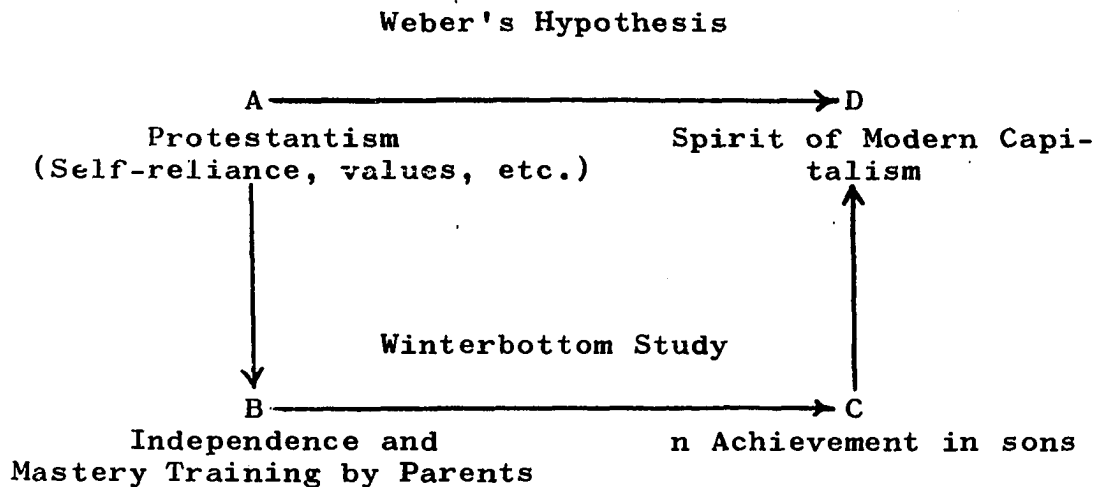 Weber's Hypothesis
A D
Protestantism Spirit of Modern Capi-
(Self-reliance, values, etc.) talism
Winterbottom Study
B C
Independence and n Achievement in sons
Mastery Training by Parents